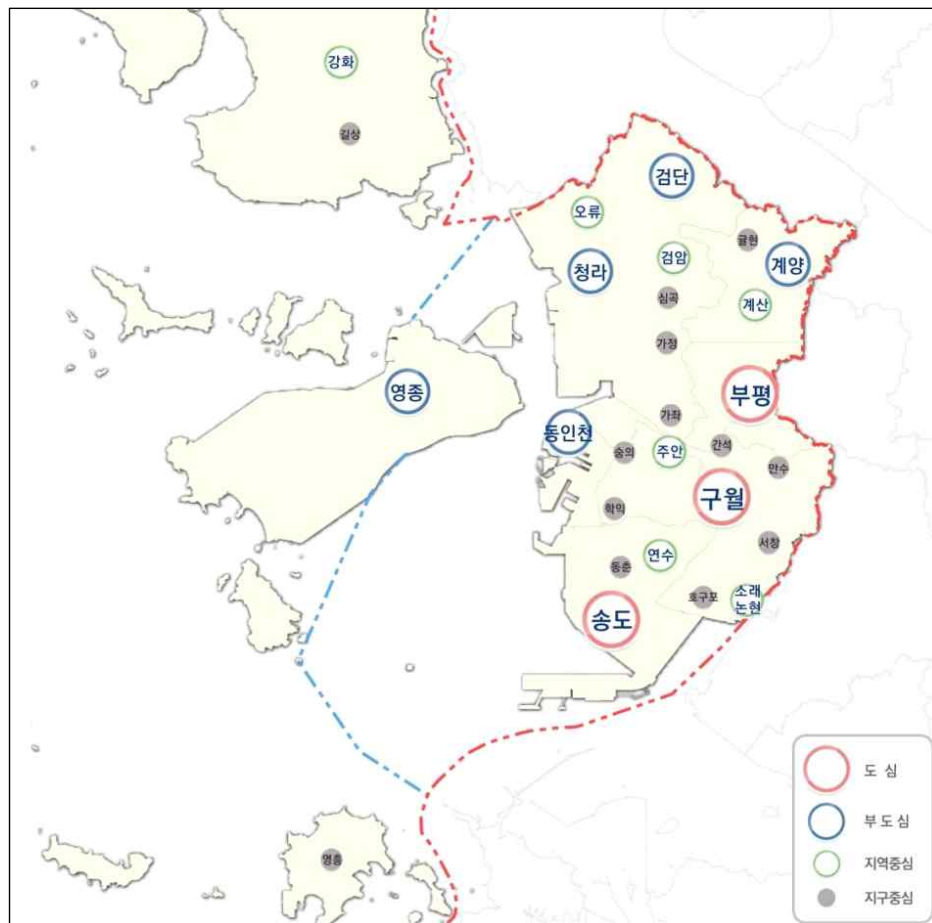 강화
길상
검단
오류
귤현
검암
계양
청라
심곡
계산
가정
부평
영종
가좌
동인천
숭의
주안
간석
만수
구월
학익
서창
연수
동춘
호구포
소래
논현
송도
영흥
도 심
부 도 심
지역중심
지구중심